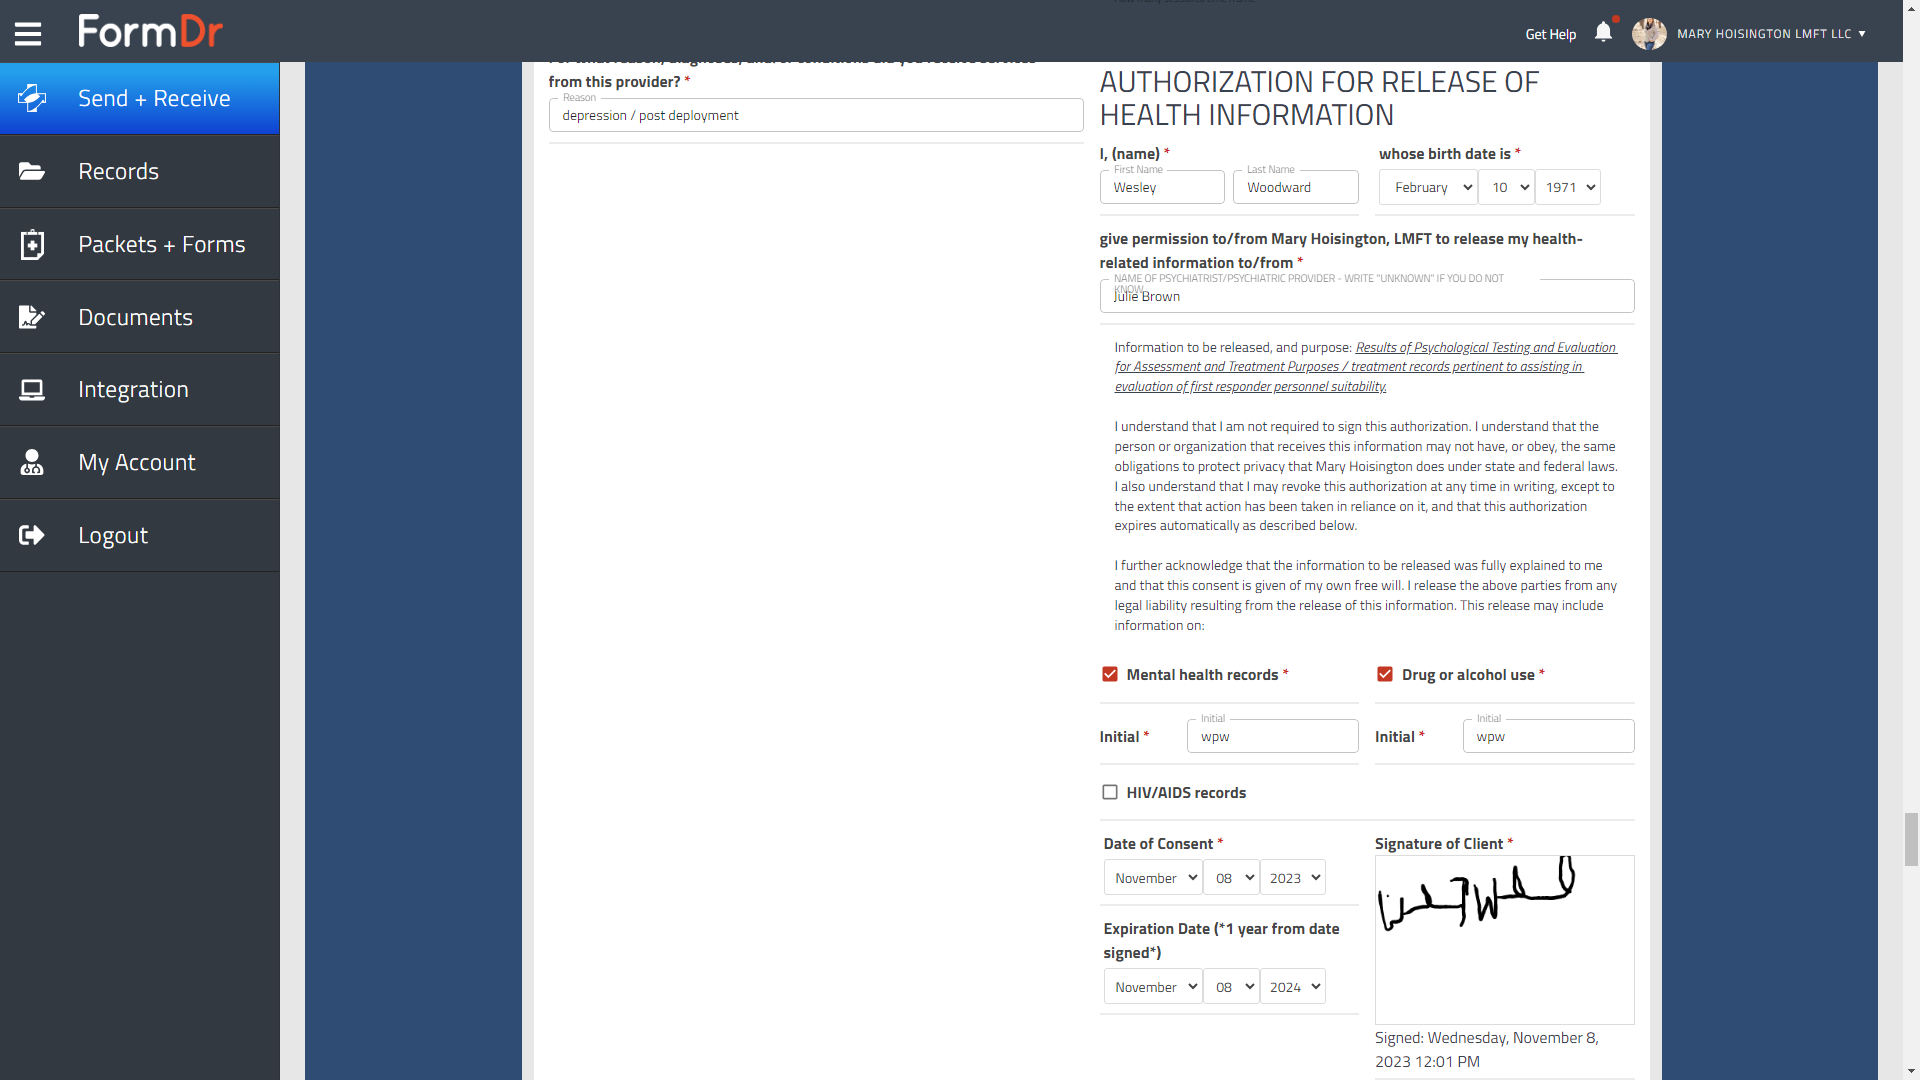 FormDr
Get Help
MARY HOISINGTON LMFT LLC
Send + Receive
Records
Packets + Forms
Documents
Integration
My Account
Logout
from this provider? *
Reason
depression / post deployment
AUTHORIZATION FOR RELEASE OF
HEALTH INFORMATION
I, (name) *
First Name
Wesley
Last Name
Woodward
whose birth date is *
February 10 1971
give permission to/from Mary Hoisington, LMFT to release my health-
related information to/from *
NAME OF PSYCHIATRIST/PSYCHIATRIC PROVIDER - WRITE "UNKNOWN" IF YOU DO NOT
KNOW
Julie Brown
Information to be released, and purpose: Results of Psychological Testing and Evaluation
for Assessment and Treatment Purposes / treatment records pertinent to assisting in
evaluation of first responder personnel suitability.
I understand that I am not required to sign this authorization. I understand that the
person or organization that receives this information may not have, or obey, the same
obligations to protect privacy that Mary Hoisington does under state and federal laws.
I also understand that I may revoke this authorization at any time in writing, except to
the extent that action has been taken in reliance on it, and that this authorization
expires automatically as described below.
I further acknowledge that the information to be released was fully explained to me
and that this consent is given of my own free will. I release the above parties from any
legal liability resulting from the release of this information. This release may include
information on:
Mental health records *
Drug or alcohol use *
Initial *
Initial
wpw
Initial *
Initial
wpw
HIV/AIDS records
Date of Consent *
November 08 2023
Signature of Client *
Expiration Date (*1 year from date
signed*)
November 08 2024
Signed: Wednesday, November 8,
2023 12:01 PM